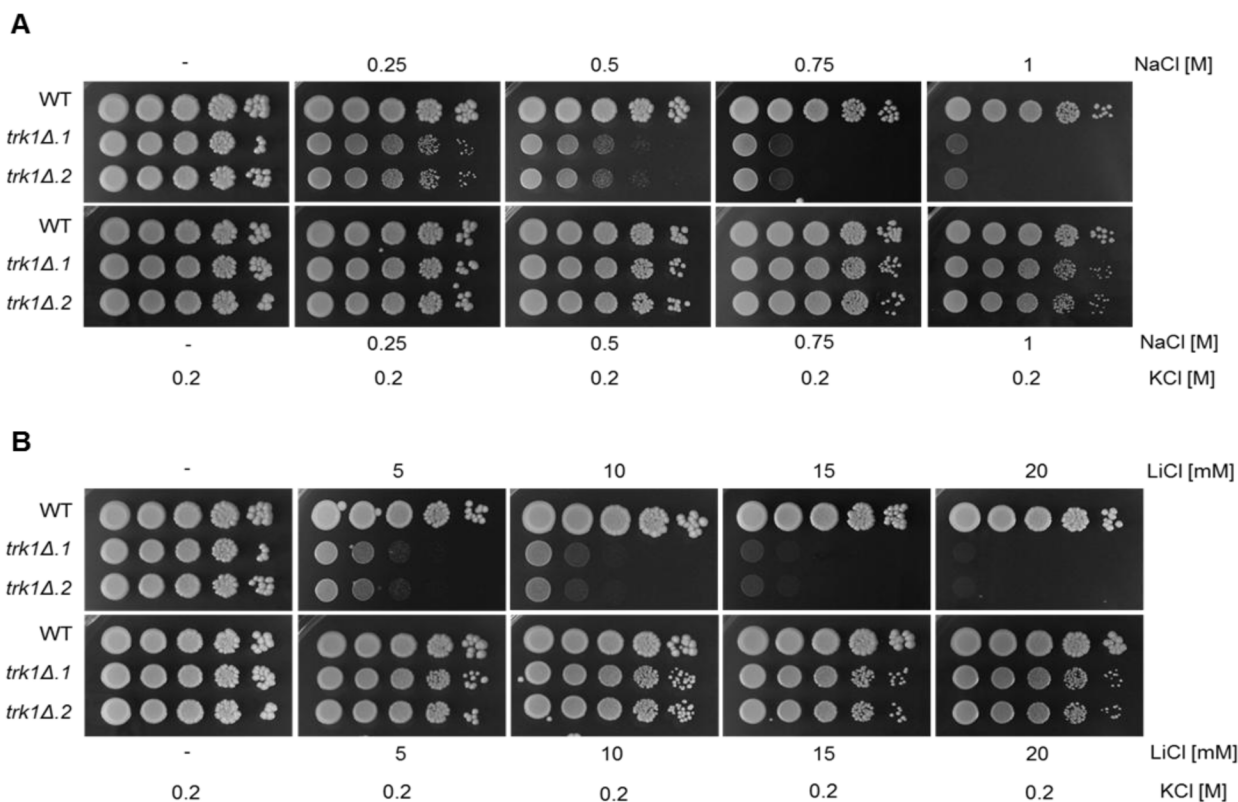 A
- 0.25 0.5 0.75 1 NaCl [M]
WT
trk1Δ.1
trk1Δ.2
WT
trk1Δ.1
trk1Δ.2
- 0.25 0.5 0.75 1 NaCl [M]
0.2 0.2 0.2 0.2 0.2 KCl [M]
B
- 5 10 15 20 LiCl [mM]
WT
trk1Δ.1
trk1Δ.2
WT
trk1Δ.1
trk1Δ.2
- 5 10 15 20 LiCl [mM]
0.2 0.2 0.2 0.2 0.2 KCl [M]